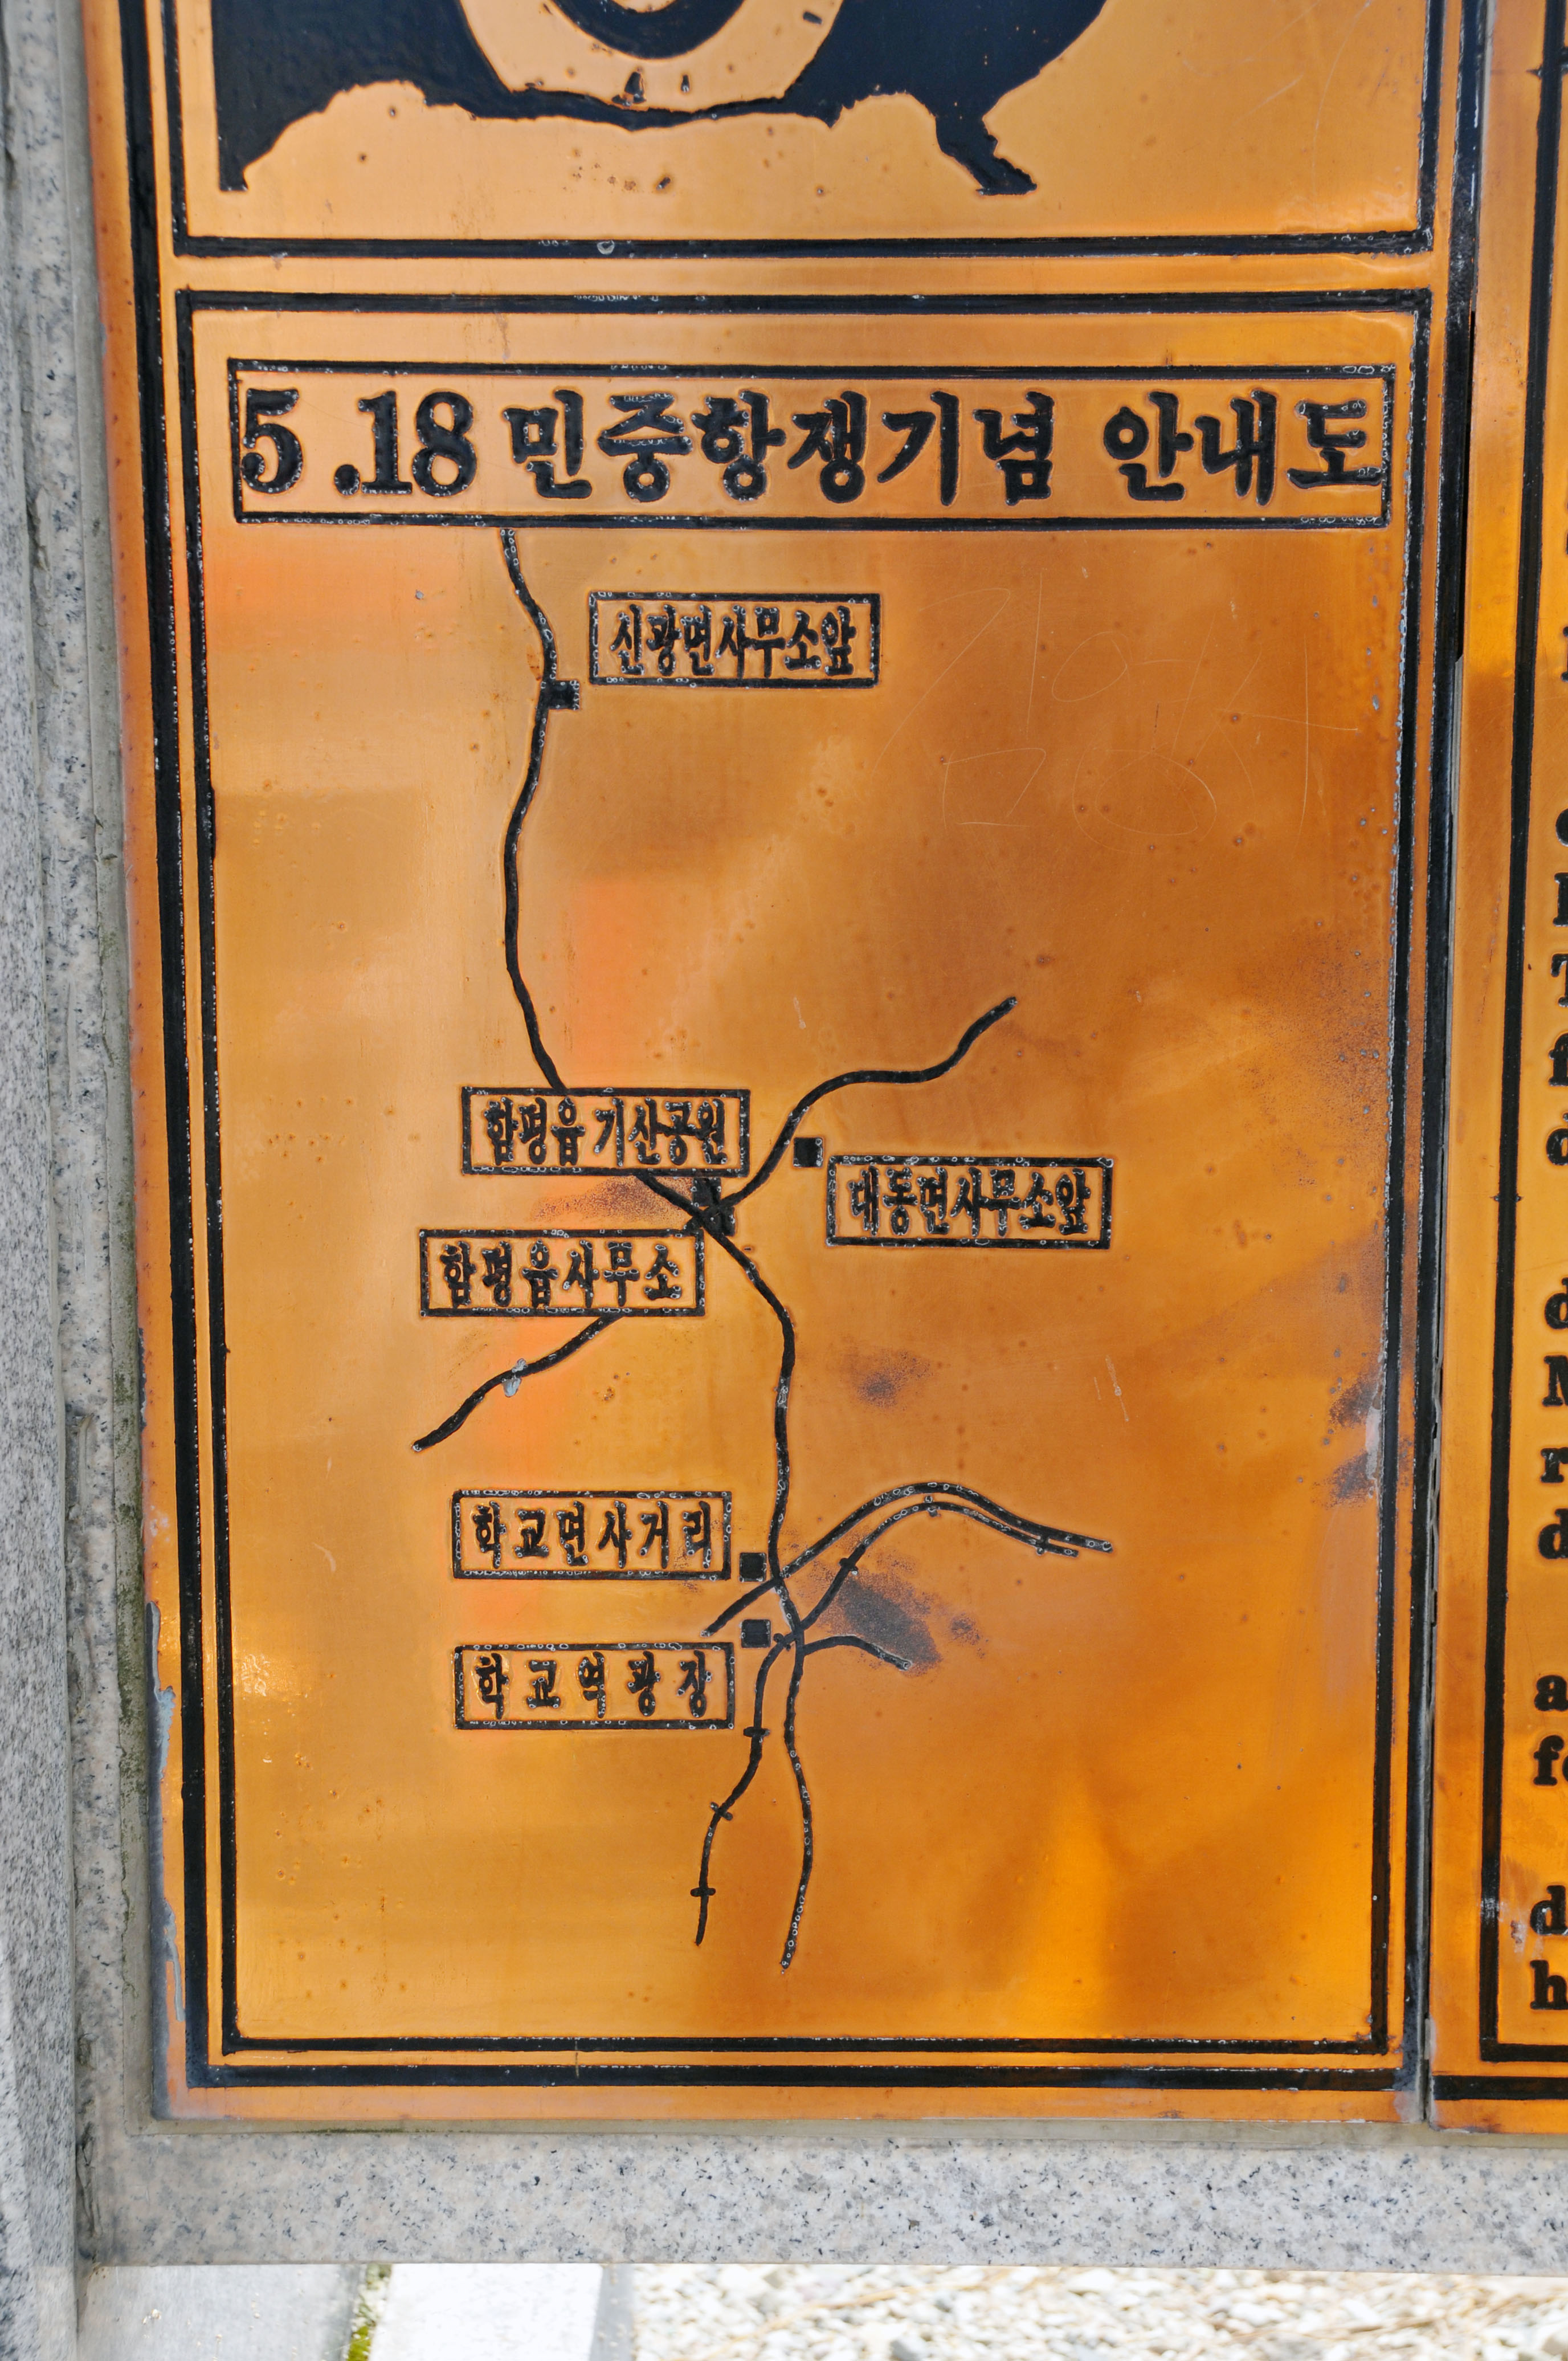 5.18 민중항쟁기념 안내도
신광면사무소앞
함평읍 기산공원
대동면사무소앞
함평읍사무소
학교면사거리
학교역광장